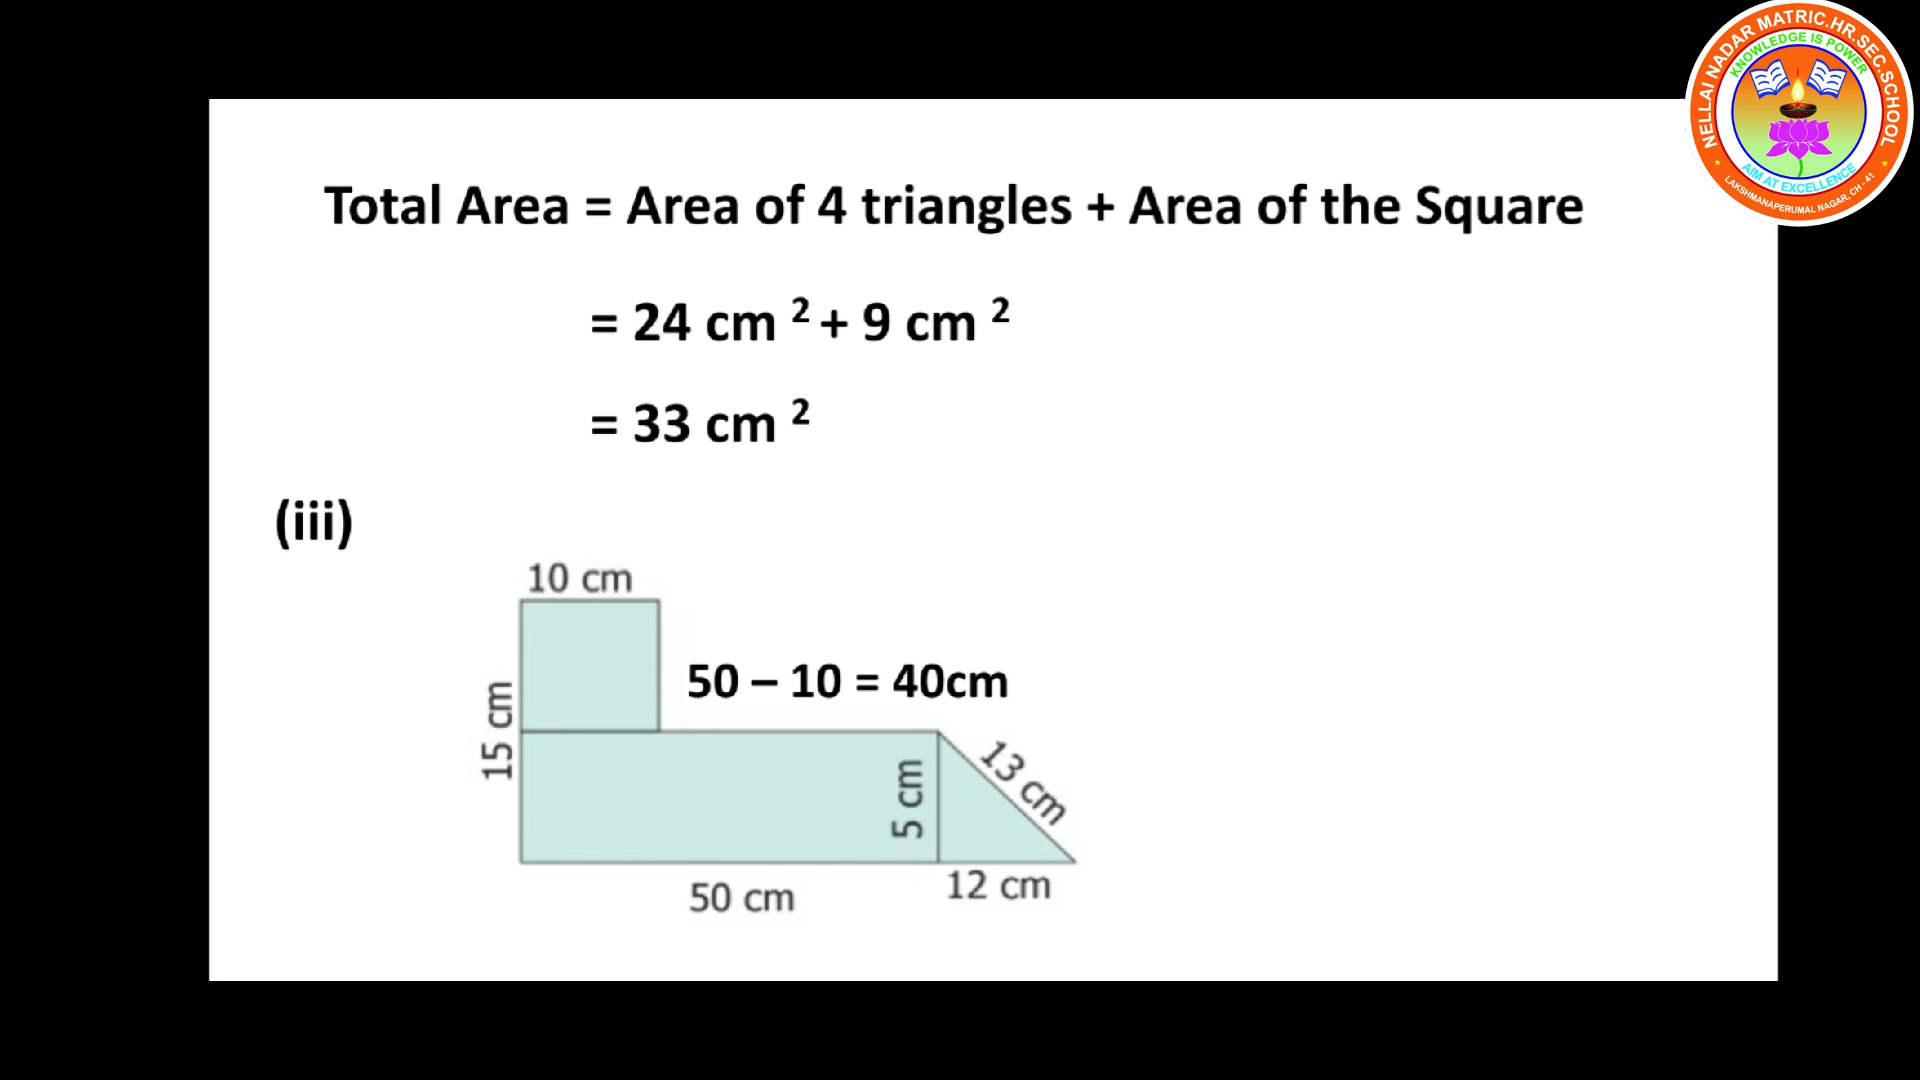 NELLAI NADAR MATRIC.HR.SEC.SCHOOL
KNOWLEDGE IS POWER
AIM AT EXCELLENCE
LAKSHMANAPERUMAL NAGAR, CH - 41
Total Area = Area of 4 triangles + Area of the Square
= 24 cm ² + 9 cm ²
= 33 cm ²
(iii)
10 cm
50 – 10 = 40cm
15 cm
5 cm
13 cm
50 cm
12 cm